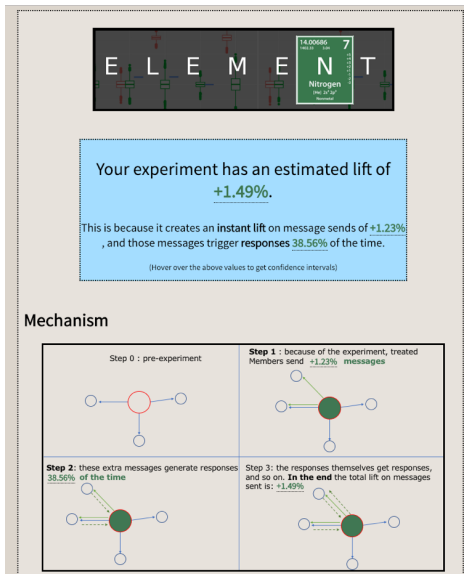 14.00686 7
E L E M E N T
Nitrogen
[He] 2s² 2p³
Nonmetal
Your experiment has an estimated lift of
+1.49%.
This is because it creates an instant lift on message sends of +1.23%
, and those messages trigger responses 38.56% of the time.
(Hover over the above values to get confidence intervals)
Mechanism
Step 0 : pre-experiment
Step 1 : because of the experiment, treated
Members send +1.23% messages
Step 2: these extra messages generate responses
38.56% of the time
Step 3: the responses themselves get responses,
and so on. In the end the total lift on messages
sent is: +1.49%